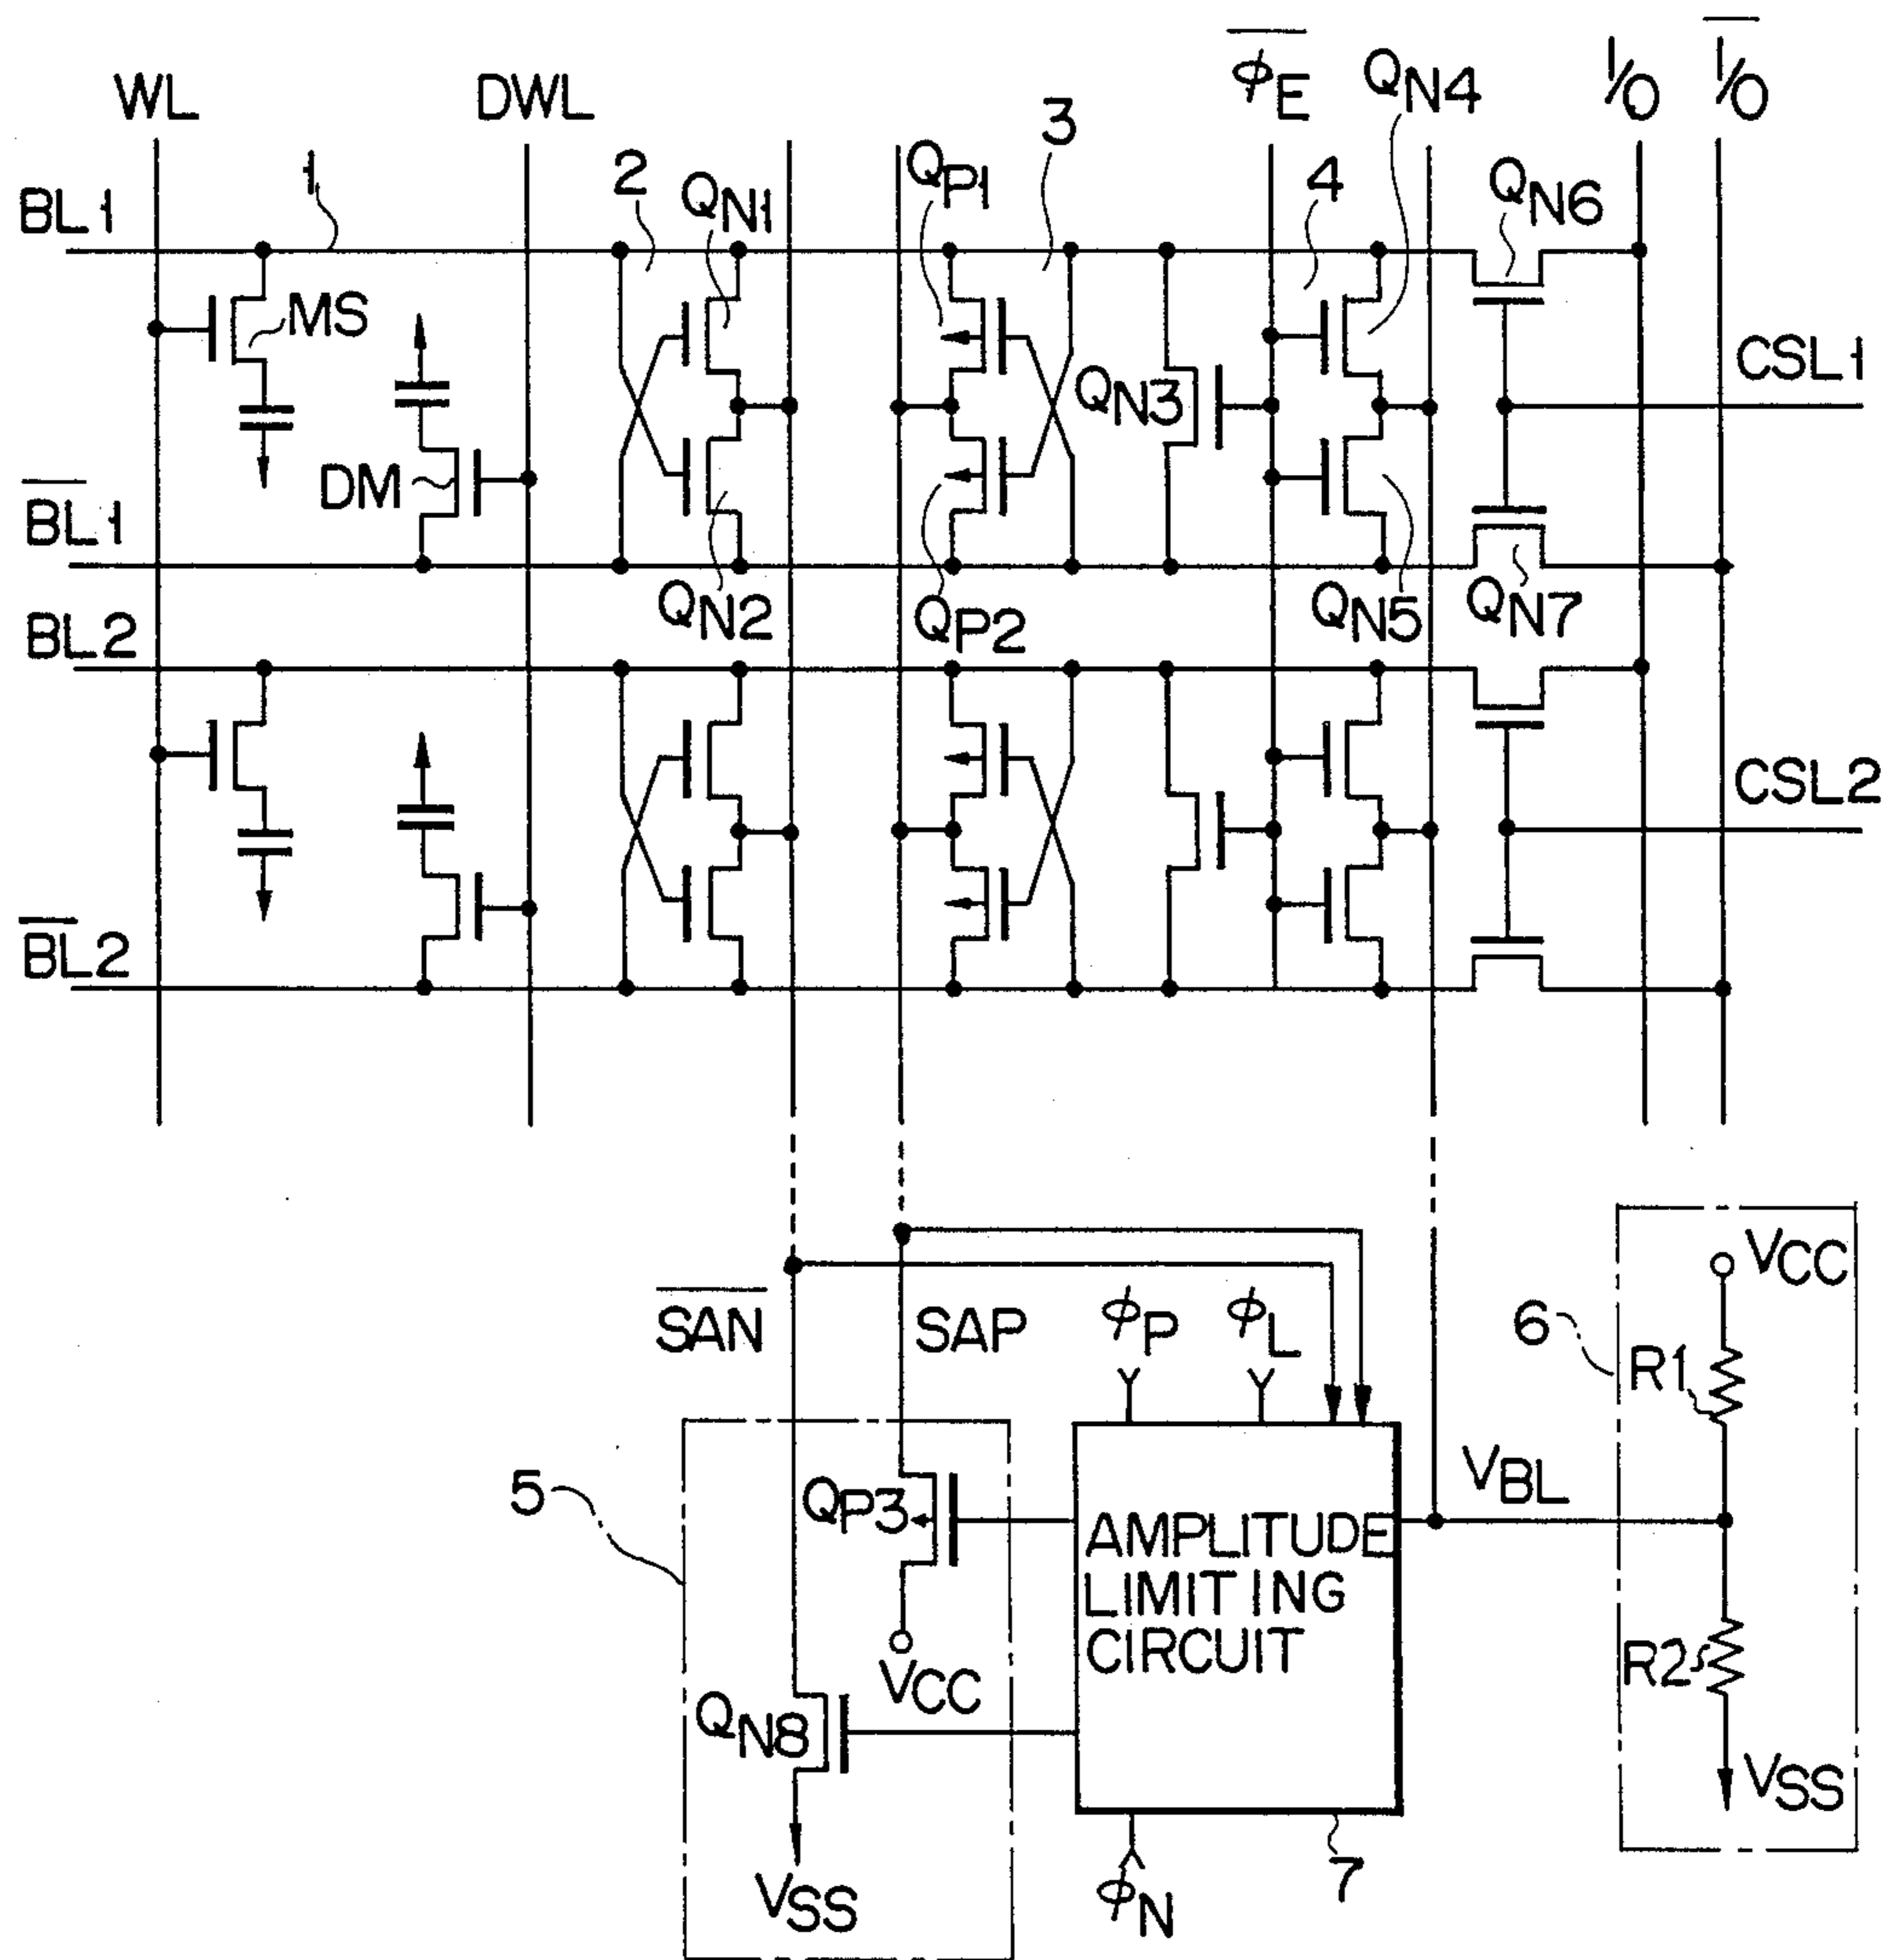 WL DWL φ̅E̅ QN4 I/O I̅/̅O̅
BL1 1 2 QN1 QP1 3 4 QN6
MS QN3 CSL1
DM
B̅L̅1 QN2 QP2 QN5 QN7
BL2
CSL2
B̅L̅2
S̅A̅N̅ SAP φP φL
6 VCC
R1
5 QP3 VBL
AMPLITUDE
LIMITING
CIRCUIT
VCC R2
QN8 VSS
VSS φN 7